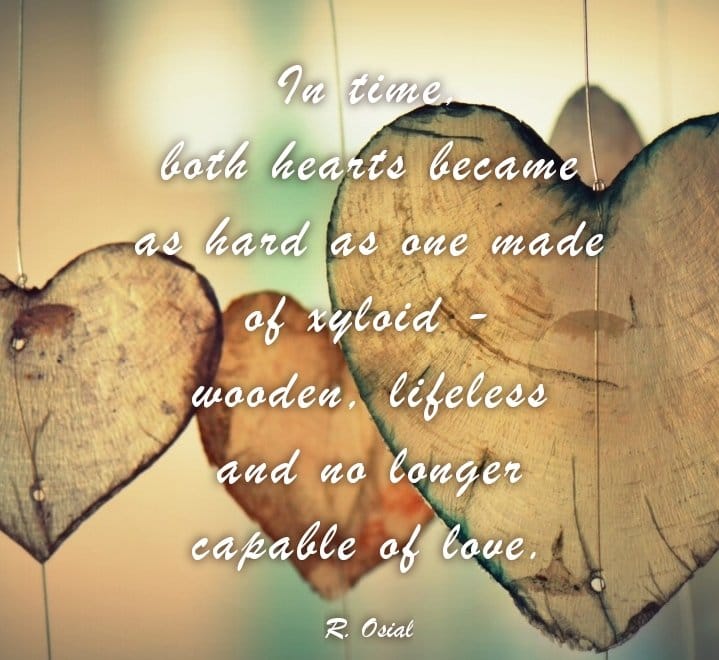 In time,
both hearts became
as hard as one made
of xyloid -
wooden, lifeless
and no longer
capable of love.
R. Osial